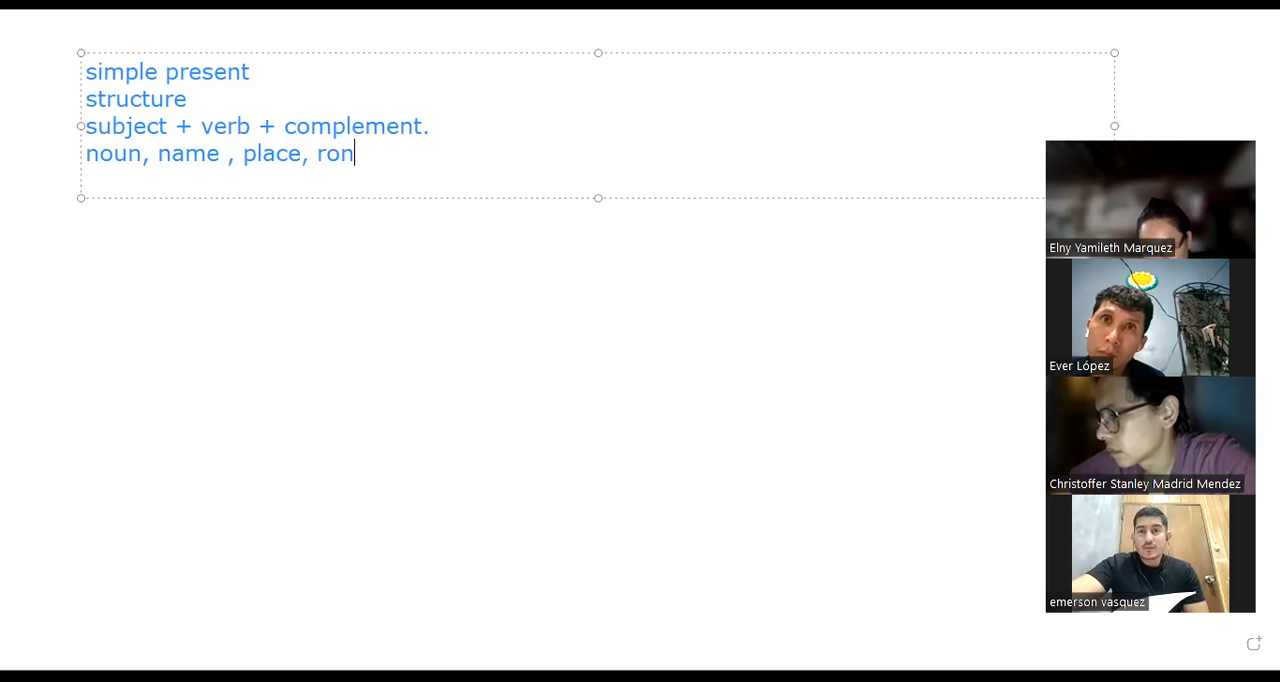 simple present
structure
subject + verb + complement.
noun, name , place, ron
Elny Yamileth Marquez
Ever López
Christoffer Stanley Madrid Mendez
emerson vasquez